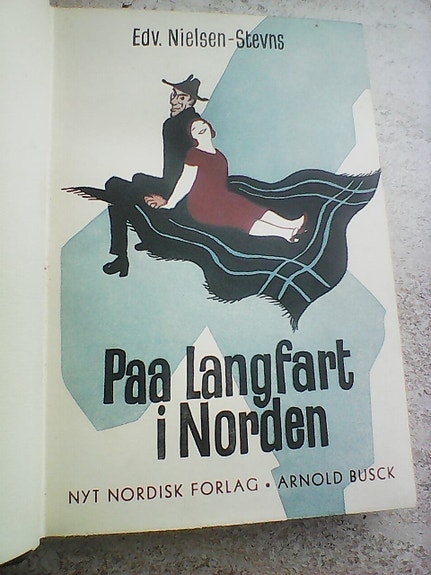 Edv. Nielsen-Stevns
Paa Langfart
i Norden
NYT NORDISK FORLAG • ARNOLD BUSCK